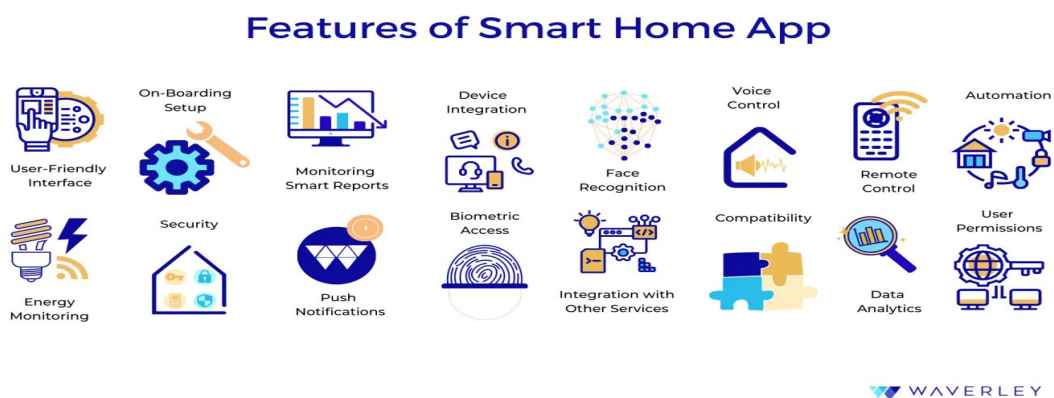 Features of Smart Home App
User-Friendly
Interface
On-Boarding
Setup
Monitoring
Smart Reports
Device
Integration
Face
Recognition
Voice
Control
Remote
Control
Automation
Energy
Monitoring
Security
1
Push
Notifications
Biometric
Access
Integration with
Other Services
Compatibility
Data
Analytics
User
Permissions
WAVERLEY